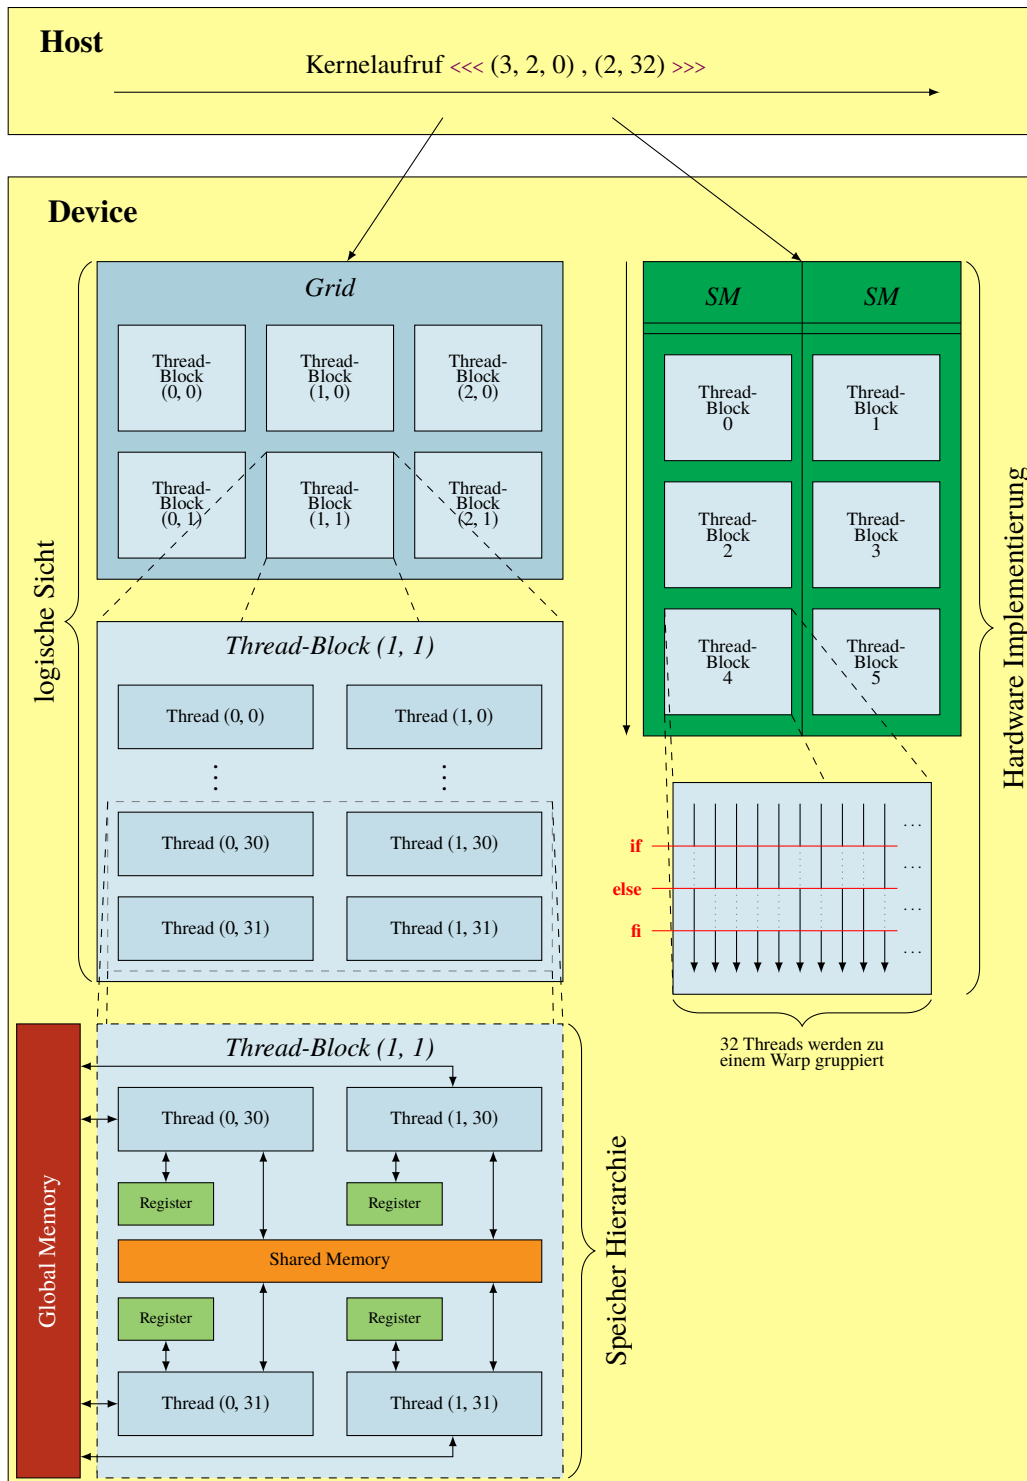 Host
Kernelaufruf <<< (3, 2, 0) , (2, 32) >>>
Device
logische Sicht
Grid
Thread-
Block
(0, 0)
Thread-
Block
(1, 0)
Thread-
Block
(2, 0)
Thread-
Block
(0, 1)
Thread-
Block
(1, 1)
Thread-
Block
(2, 1)
Thread-Block (1, 1)
Thread (0, 0)
Thread (1, 0)
Thread (0, 30)
Thread (1, 30)
Thread (0, 31)
Thread (1, 31)
SM
SM
Thread-
Block
0
Thread-
Block
1
Thread-
Block
2
Thread-
Block
3
Thread-
Block
4
Thread-
Block
5
Hardware Implementierung
if
else
fi
...
...
...
...
32 Threads werden zu
einem Warp gruppiert
Global Memory
Thread-Block (1, 1)
Thread (0, 30)
Thread (1, 30)
Register
Register
Shared Memory
Register
Register
Thread (0, 31)
Thread (1, 31)
Speicher Hierarchie